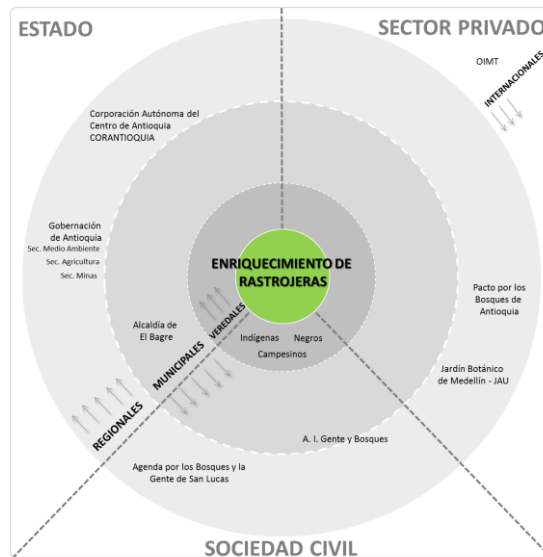 ESTADO
SECTOR PRIVADO
OIMT
INTERNACIONALES
Corporación Autónoma del
Centro de Antioquia
CORANTIOQUIA
Gobernación
de Antioquia
Sec. Medio Ambiente
Sec. Agricultura
Sec. Minas
ENRIQUECIMIENTO DE
RASTROJERAS
Pacto por los
Bosques de
Antioquia
Alcaldía de
El Bagre
VEREDALES
Indígenas Negros
Campesinos
MUNICIPALES
Jardín Botánico
de Medellín - JAU
REGIONALES
A. I. Gente y Bosques
Agenda por los Bosques y la
Gente de San Lucas
SOCIEDAD CIVIL